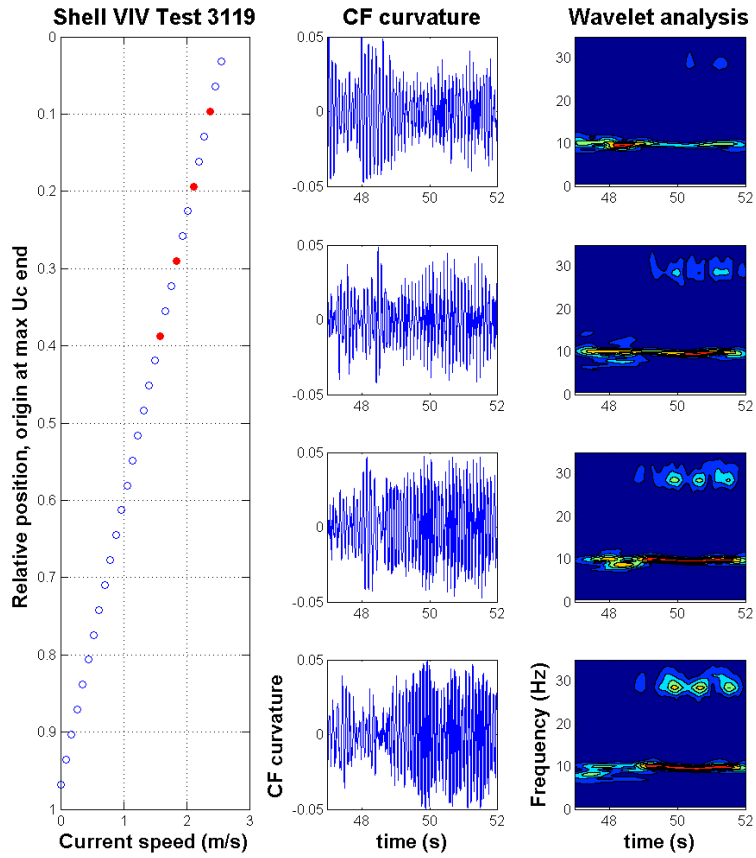 Shell VIV Test 3119
CF curvature
Wavelet analysis
0
0.1
0.2
0.3
0.4
0.5
0.6
0.7
0.8
0.9
1
0 1 2 3
Relative position, origin at max Uc end
Current speed (m/s)
0.05
0
-0.05
48 50 52
30
20
10
0
48 50 52
0.05
0
-0.05
48 50 52
30
20
10
0
48 50 52
0.05
0
-0.05
48 50 52
30
20
10
0
48 50 52
0.05
0
-0.05
48 50 52
CF curvature
time (s)
30
20
10
0
48 50 52
Frequency (Hz)
time (s)